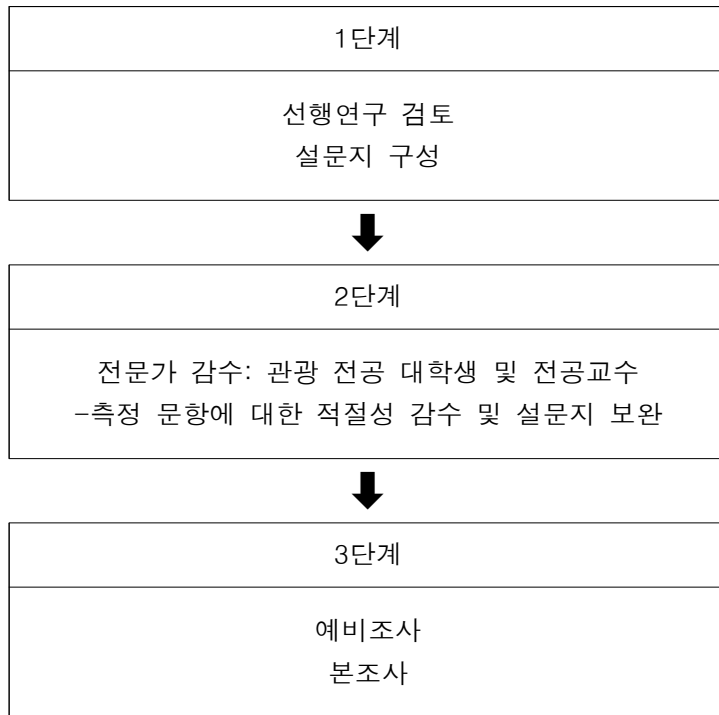 1단계
선행연구 검토
설문지 구성
2단계
전문가 감수: 관광 전공 대학생 및 전공교수
-측정 문항에 대한 적절성 감수 및 설문지 보완
3단계
예비조사
본조사